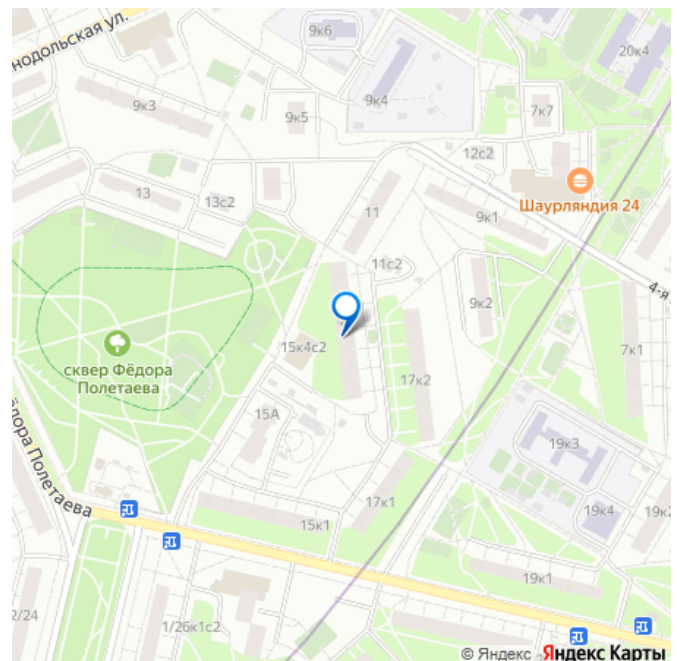 нодольская ул.
9к6
20к4
9к3
9к4
9к5
7к7
12с2
13
13с2
Шаурляндия 24
11
9к1
11с2
4-я
9к2
15к4с2
сквер Фёдора
Полетаева
7к1
17к2
15А
ёдора Полетаева
19к3
17к1
15к1
19к4
19к2
19к1
2/24
1/26к1с2
© Яндекс Яндекс Карты